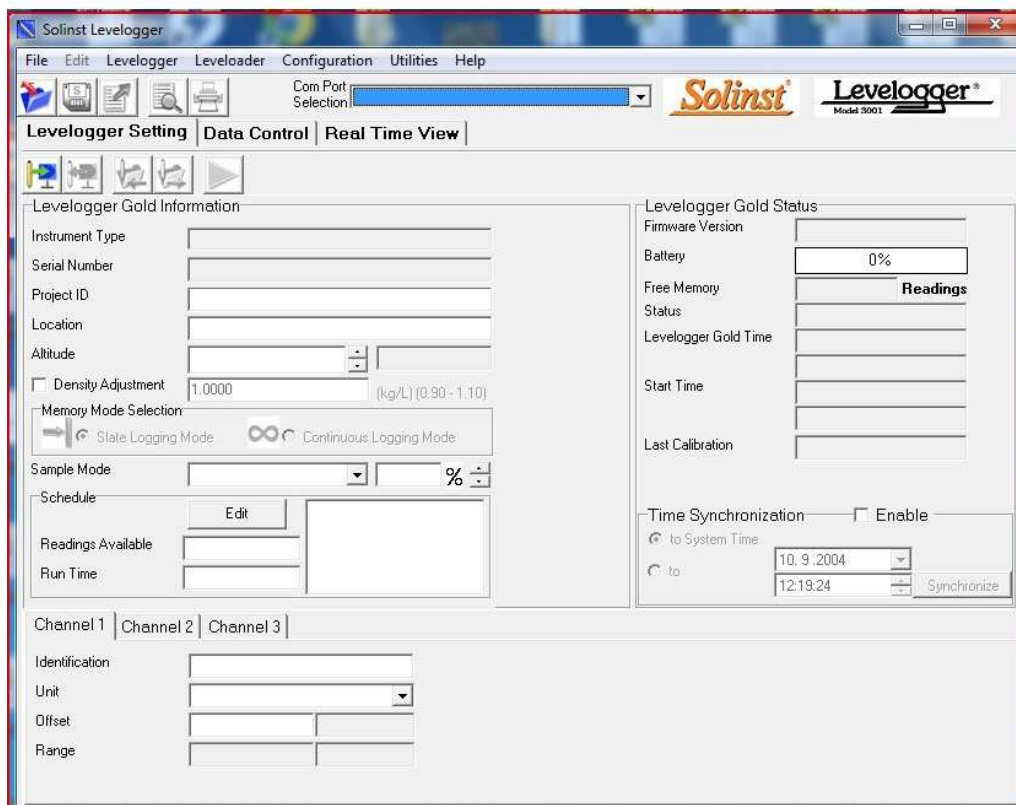 Solinst Levelogger
File Edit Levelogger Leveloader Configuration Utilities Help
Com Port
Selection
Solinst® Levelogger®
Model 3001
Levelogger Setting Data Control Real Time View
Levelogger Gold Information
Instrument Type
Serial Number
Project ID
Location
Altitude
Density Adjustment 1.0000 (kg/L) (0.90 - 1.10)
Memory Mode Selection
Slate Logging Mode Continuous Logging Mode
Sample Mode %
Schedule
Edit
Readings Available
Run Time
Levelogger Gold Status
Firmware Version
Battery 0%
Free Memory Readings
Status
Levelogger Gold Time
Start Time
Last Calibration
Time Synchronization Enable
to System Time
10. 9 .2004
to
12:19:24 Synchronize
Channel 1 Channel 2 Channel 3
Identification
Unit
Offset
Range